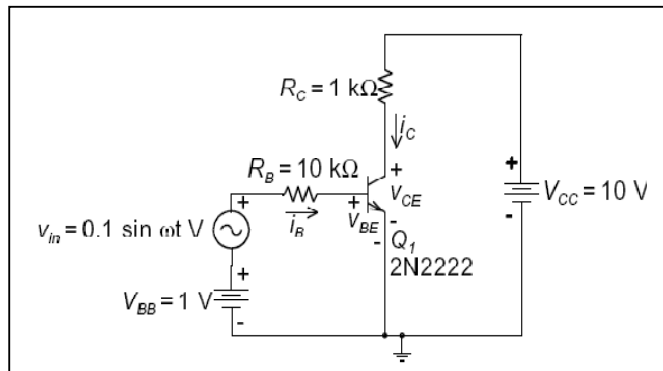 R_C = 1 kΩ
i_C
R_B = 10 kΩ
+
+
+
V_CE
V_CC = 10 V
+
+
V_BE
-
-
v_in = 0.1 sin ωt V
i_B
-
Q_1
2N2222
+
V_BB = 1 V
-